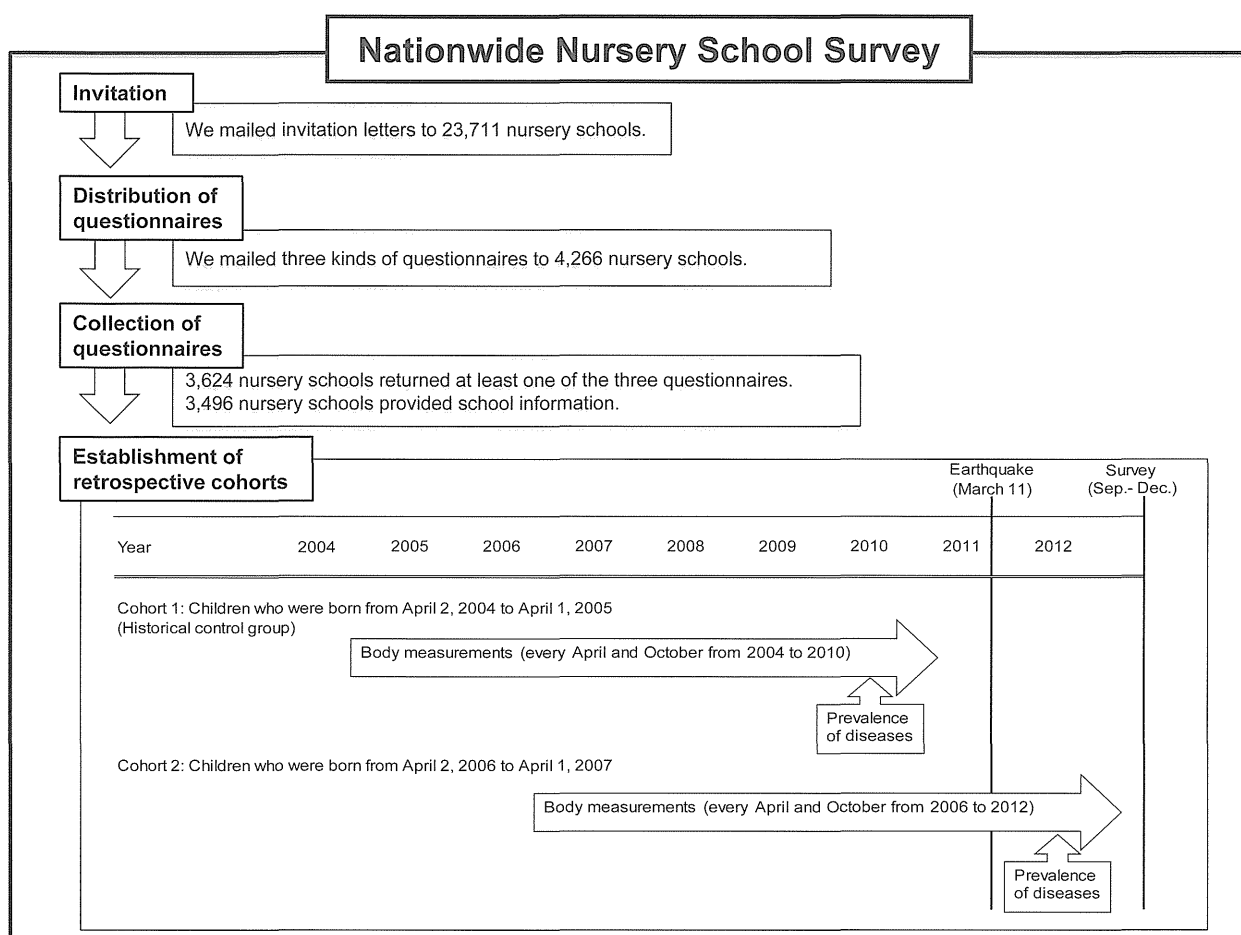 Nationwide Nursery School Survey
Invitation
We mailed invitation letters to 23,711 nursery schools.
Distribution of
questionnaires
We mailed three kinds of questionnaires to 4,266 nursery schools.
Collection of
questionnaires
3,624 nursery schools returned at least one of the three questionnaires.
3,496 nursery schools provided school information.
Establishment of
retrospective cohorts
Earthquake
(March 11)
Survey
(Sep.- Dec.)
Year 2004 2005 2006 2007 2008 2009 2010 2011 2012
Cohort 1: Children who were born from April 2, 2004 to April 1, 2005
(Historical control group)
Body measurements (every April and October from 2004 to 2010)
Prevalence
of diseases
Cohort 2: Children who were born from April 2, 2006 to April 1, 2007
Body measurements (every April and October from 2006 to 2012)
Prevalence
of diseases